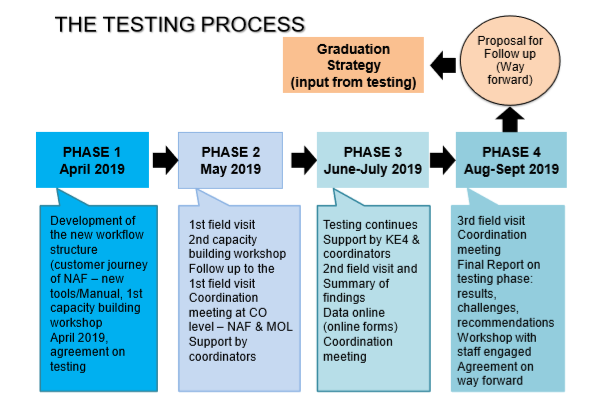 THE TESTING PROCESS
Graduation
Strategy
(input from testing)
Proposal for
Follow up
(Way
forward)
PHASE 1
April 2019
PHASE 2
May 2019
PHASE 3
June-July 2019
PHASE 4
Aug-Sept 2019
Development of
the new workflow
structure
(customer journey
of NAF – new
tools/Manual, 1st
capacity building
workshop
April 2019,
agreement on
testing
1st field visit
2nd capacity
building workshop
Follow up to the
1st field visit
Coordination
meeting at CO
level – NAF & MOL
Support by
coordinators
Testing continues
Support by KE4 &
coordinators
2nd field visit and
Summary of
findings
Data online
(online forms)
Coordination
meeting
3rd field visit
Coordination
meeting
Final Report on
testing phase:
results,
challenges,
recommendations
Workshop with
staff engaged
Agreement on
way forward